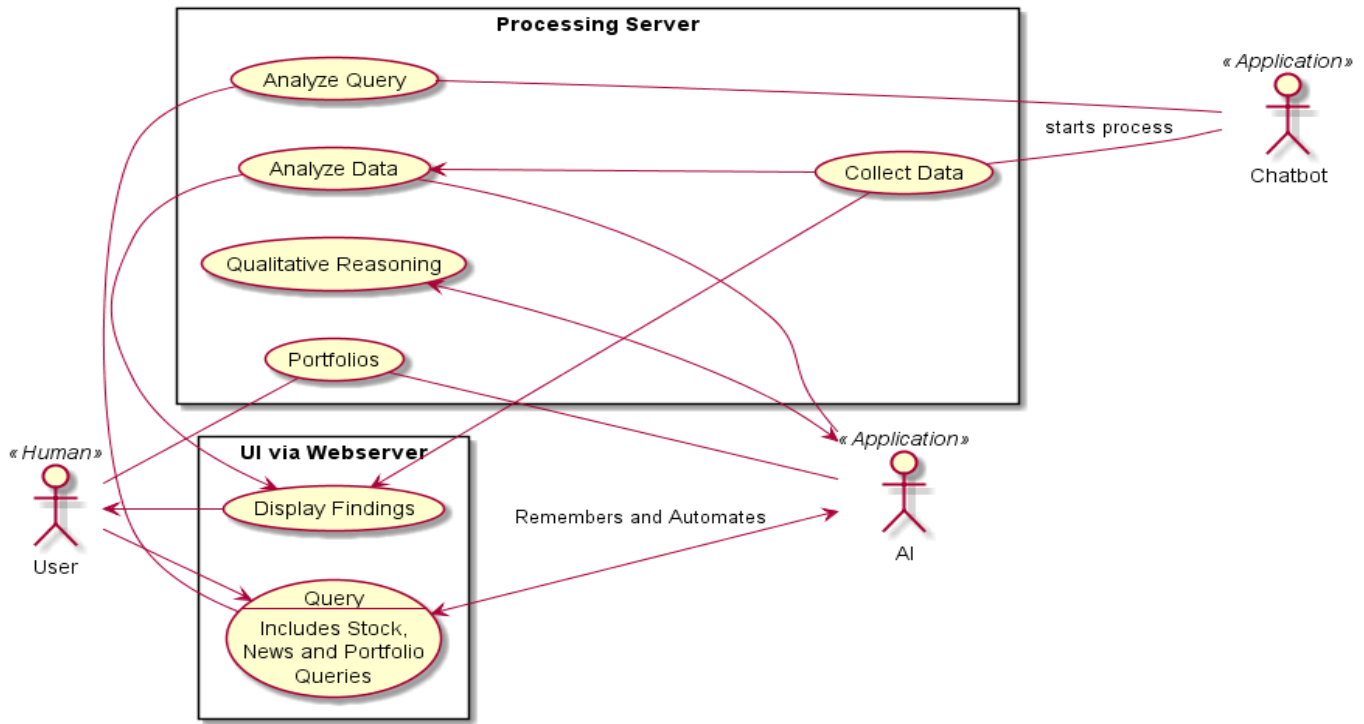 Processing Server
Analyze Query
«Application»
Chatbot
starts process
Analyze Data
Collect Data
Qualitative Reasoning
Portfolios
«Human»
User
UI via Webserver
Display Findings
«Application»
AI
Remembers and Automates
Query
Includes Stock,
News and Portfolio
Queries